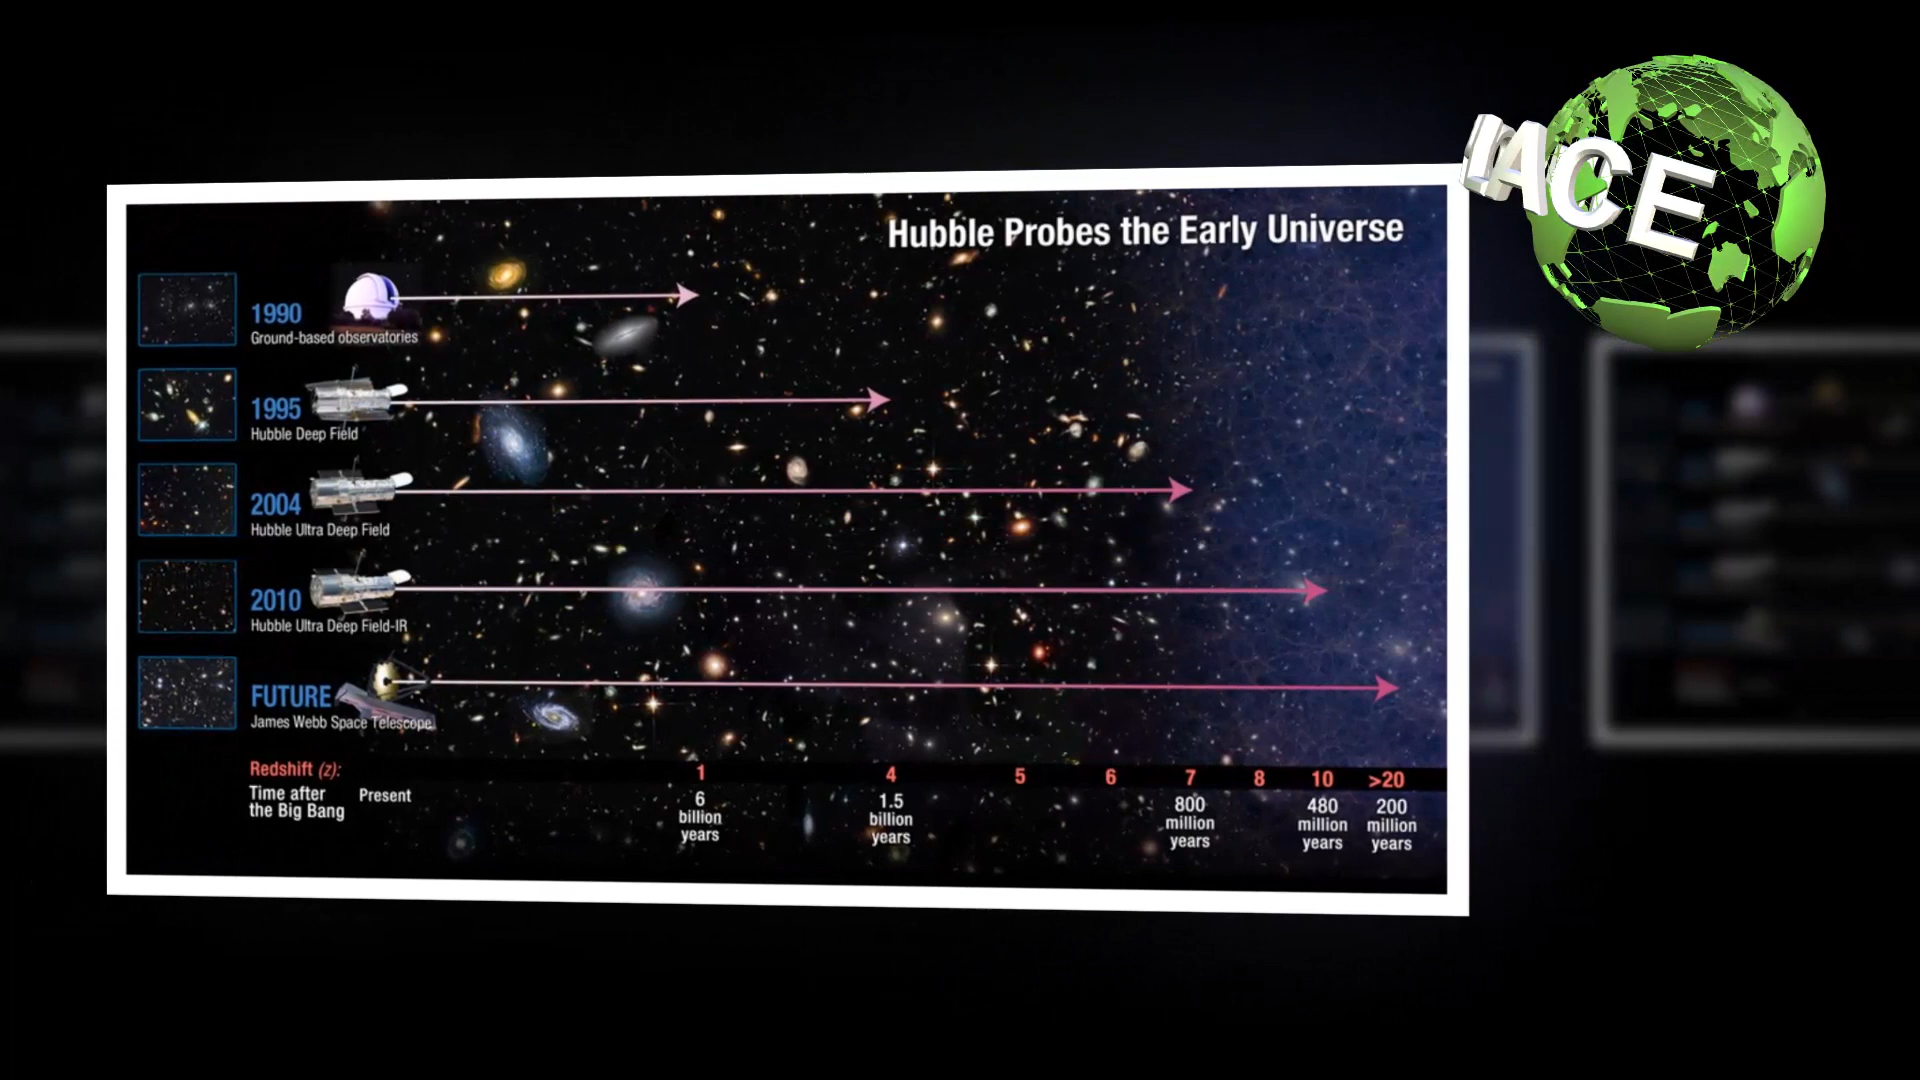 Hubble Probes the Early Universe
1990
Ground-based observatories
1995
Hubble Deep Field
2004
Hubble Ultra Deep Field
2010
Hubble Ultra Deep Field-IR
FUTURE
James Webb Space Telescope
Redshift (z):
1
4
5
6
7
8
10
>20
Time after
the Big Bang
Present
6
billion
years
1.5
billion
years
800
million
years
480
million
years
200
million
years
ACE